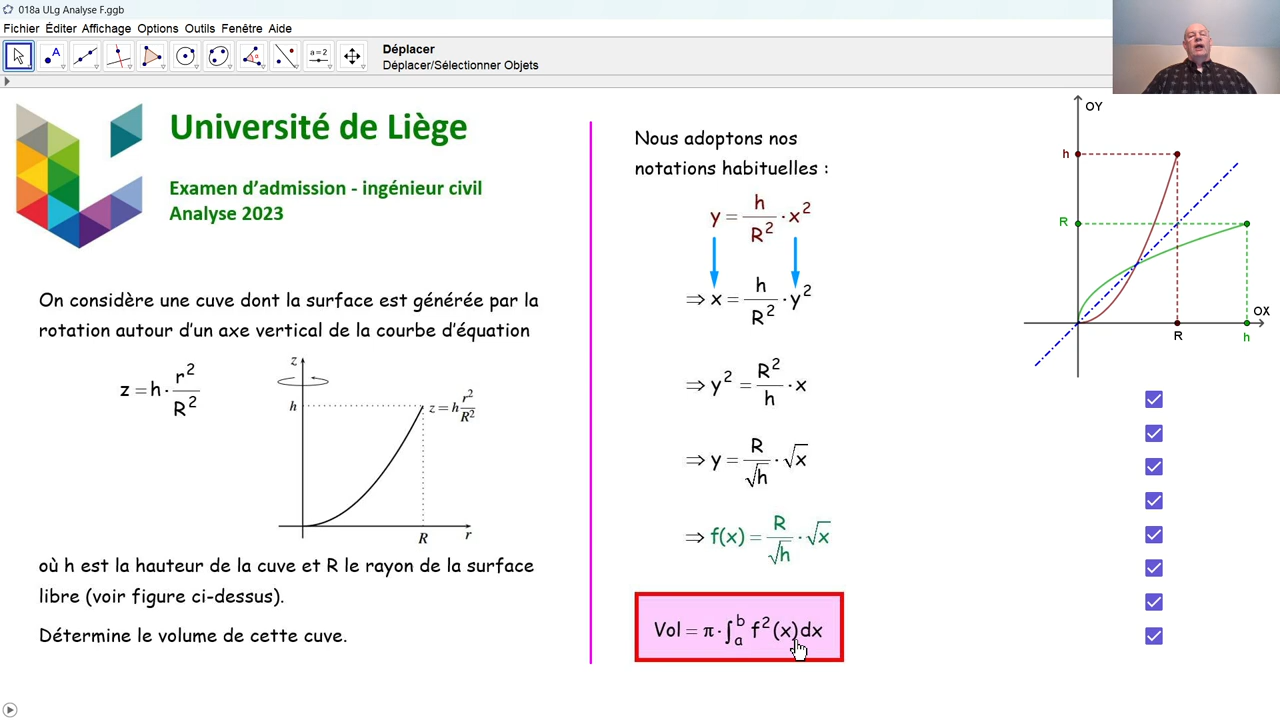 018a ULg Analyse F.ggb
Fichier Éditer Affichage Options Outils Fenêtre Aide
A
a=2
Déplacer
Déplacer/Sélectionner Objets
Université de Liège
Examen d’admission - ingénieur civil
Analyse 2023
On considère une cuve dont la surface est générée par la
rotation autour d’un axe vertical de la courbe d’équation
z = h · r² / R²
z
h
z = h r² / R²
R
r
où h est la hauteur de la cuve et R le rayon de la surface
libre (voir figure ci-dessus).
Détermine le volume de cette cuve.
Nous adoptons nos
notations habituelles :
y = h / R² · x²
⇒ x = h / R² · y²
⇒ y² = R² / h · x
⇒ y = R / √h · √x
⇒ f(x) = R / √h · √x
Vol = π · ∫ₐᵇ f²(x)dx
OY
h
R
OX
R
h